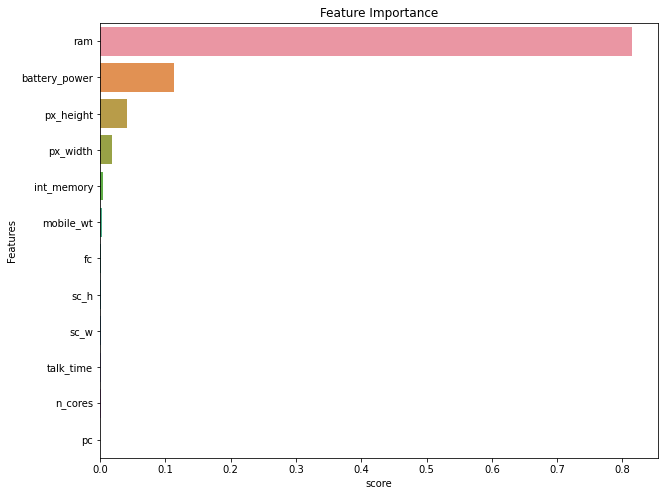 Feature Importance
Features
ram
battery_power
px_height
px_width
int_memory
mobile_wt
fc
sc_h
sc_w
talk_time
n_cores
pc
0.0 0.1 0.2 0.3 0.4 0.5 0.6 0.7 0.8
score